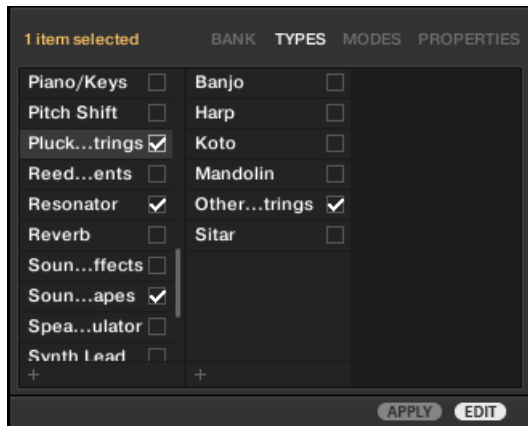 1 item selected BANK TYPES MODES PROPERTIES
Piano/Keys Banjo
Pitch Shift Harp
Pluck...trings Koto
Reed...ents Mandolin
Resonator Other...trings
Reverb Sitar
Soun...ffects
Soun...apes
Spea...ulator
Synth Lead
+ +
APPLY EDIT